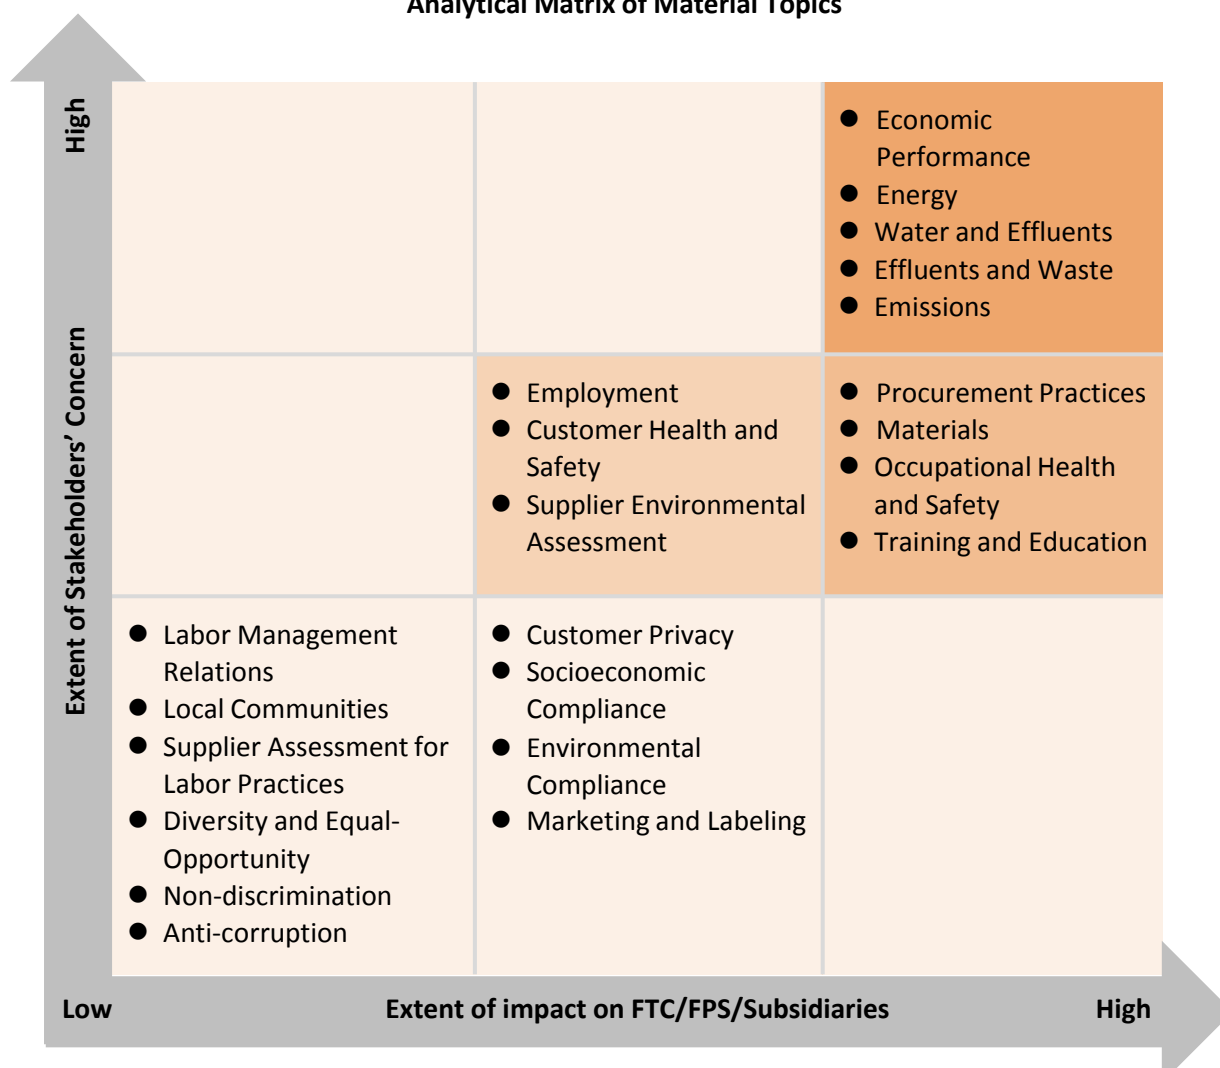 Analytical Matrix of Material Topics
High
Extent of Stakeholders’ Concern
● Economic
Performance
● Energy
● Water and Effluents
● Effluents and Waste
● Emissions
● Employment
● Customer Health and
Safety
● Supplier Environmental
Assessment
● Procurement Practices
● Materials
● Occupational Health
and Safety
● Training and Education
● Labor Management
Relations
● Local Communities
● Supplier Assessment for
Labor Practices
● Diversity and Equal-
Opportunity
● Non-discrimination
● Anti-corruption
● Customer Privacy
● Socioeconomic
Compliance
● Environmental
Compliance
● Marketing and Labeling
Low
Extent of impact on FTC/FPS/Subsidiaries
High